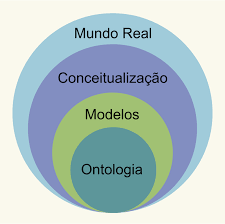 Mundo Real
Conceitualização
Modelos
Ontologia